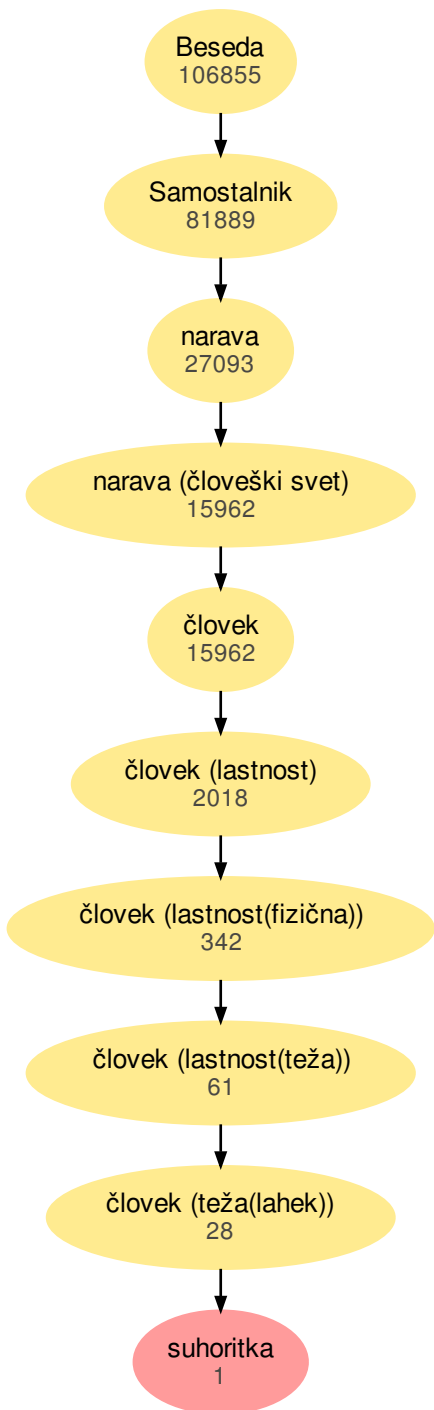 Beseda
106855
Samostalnik
81889
narava
27093
narava (človeški svet)
15962
človek
15962
človek (lastnost)
2018
človek (lastnost(fizična))
342
človek (lastnost(teža))
61
človek (teža(lahek))
28
suhoritka
1